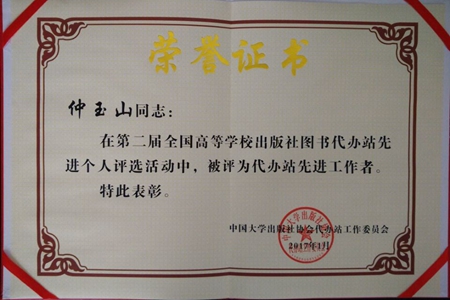 荣誉证书
仲玉山同志：
在第二届全国高等学校出版社图书代办站先
进个人评选活动中，被评为代办站先进工作者。
特此表彰。
中国大学出版社协会代办站工作委员会
2017年1月